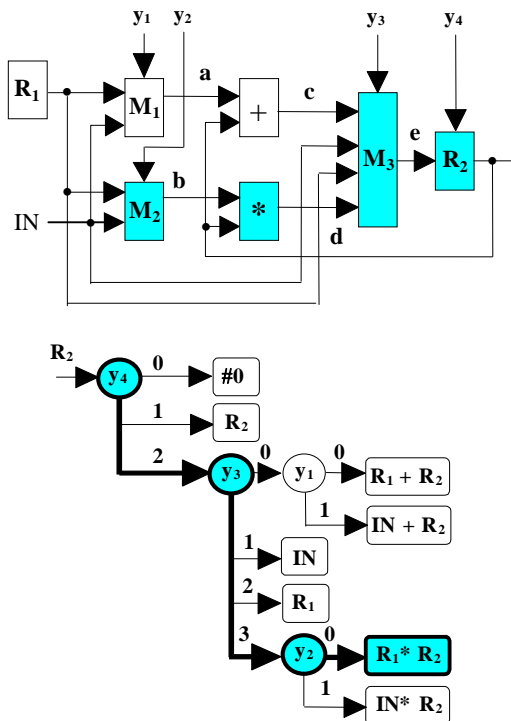 y1 y2 y3 y4
R1 M1 a + c
M2 b * d M3 e R2
IN
R2 y4 0 #0
1 R2
2 y3 0 y1 0 R1 + R2
1 IN + R2
1 IN
2 R1
3 y2 0 R1* R2
1 IN* R2